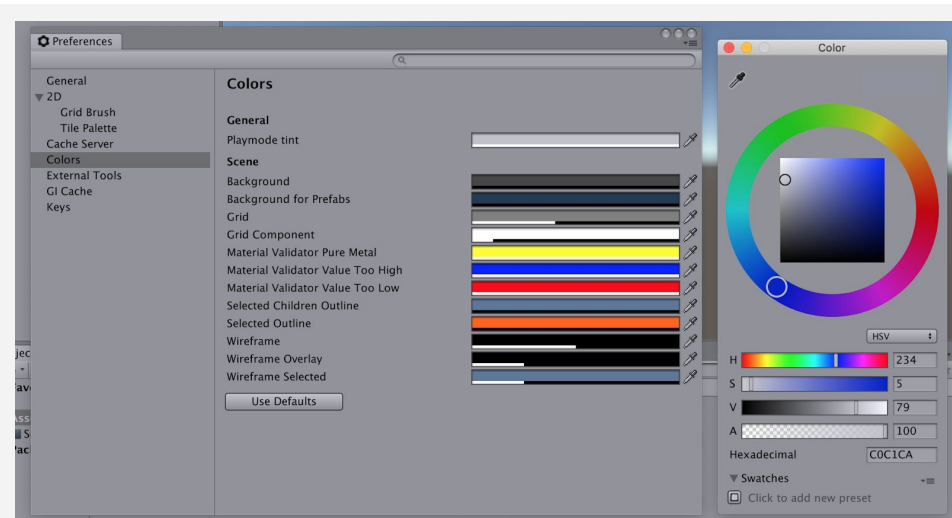 Preferences
Color
General
2D
Grid Brush
Tile Palette
Cache Server
Colors
External Tools
GI Cache
Keys
Colors
General
Playmode tint
Scene
Background
Background for Prefabs
Grid
Grid Component
Material Validator Pure Metal
Material Validator Value Too High
Material Validator Value Too Low
Selected Children Outline
Selected Outline
Wireframe
Wireframe Overlay
Wireframe Selected
Use Defaults
HSV
H 234
S 5
V 79
A 100
Hexadecimal C0C1CA
Swatches
Click to add new preset